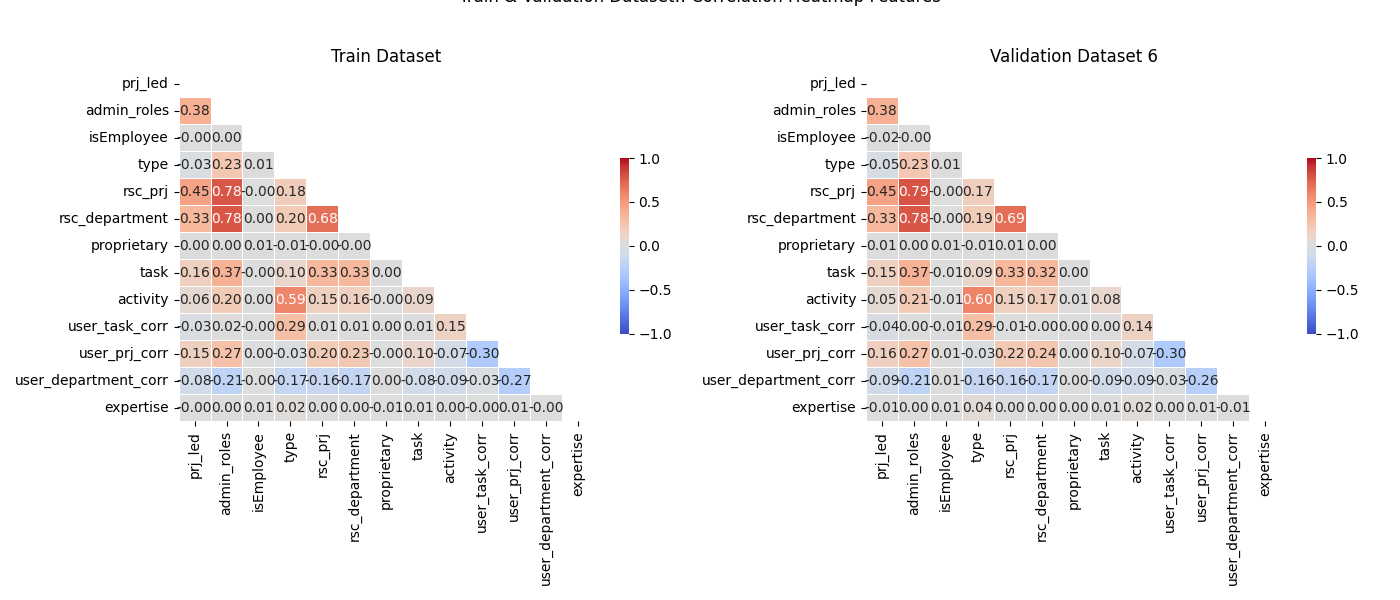 Train & Validation Dataset: Correlation Heatmap Features
Train Dataset
prj_led
admin_roles 0.38
isEmployee -0.00 0.00
type -0.03 0.23 0.01
rsc_prj 0.45 0.78 -0.00 0.18
rsc_department 0.33 0.78 0.00 0.20 0.68
proprietary 0.00 0.00 0.01 -0.01 -0.00 -0.00
task 0.16 0.37 -0.00 0.10 0.33 0.33 0.00
activity 0.06 0.20 0.00 0.59 0.15 0.16 -0.00 0.09
user_task_corr -0.03 0.02 -0.00 0.29 0.01 0.01 0.00 0.01 0.15
user_prj_corr 0.15 0.27 0.00 -0.03 0.20 0.23 -0.00 0.10 -0.07 -0.30
user_department_corr -0.08 -0.21 -0.00 -0.17 -0.16 -0.17 0.00 -0.08 -0.09 -0.03 -0.27
expertise -0.00 0.00 0.01 0.02 0.00 0.00 -0.01 0.01 0.00 -0.00 0.01 -0.00
prj_led
admin_roles
isEmployee
type
rsc_prj
rsc_department
proprietary
task
activity
user_task_corr
user_prj_corr
user_department_corr
expertise
1.0
0.5
0.0
−0.5
−1.0
Validation Dataset 6
prj_led
admin_roles 0.38
isEmployee -0.02 -0.00
type -0.05 0.23 0.01
rsc_prj 0.45 0.79 -0.00 0.17
rsc_department 0.33 0.78 -0.00 0.19 0.69
proprietary 0.01 0.00 0.01 -0.01 0.01 0.00
task 0.15 0.37 -0.01 0.09 0.33 0.32 0.00
activity 0.05 0.21 -0.01 0.60 0.15 0.17 0.01 0.08
user_task_corr -0.04 0.00 -0.01 0.29 -0.01 -0.00 0.00 0.00 0.14
user_prj_corr 0.16 0.27 0.01 -0.03 0.22 0.24 0.00 0.10 -0.07 -0.30
user_department_corr -0.09 -0.21 0.01 -0.16 -0.16 -0.17 0.00 -0.09 -0.09 -0.03 -0.26
expertise -0.01 0.00 0.01 0.04 0.00 0.00 0.00 0.01 0.02 0.00 0.01 -0.01
prj_led
admin_roles
isEmployee
type
rsc_prj
rsc_department
proprietary
task
activity
user_task_corr
user_prj_corr
user_department_corr
expertise
1.0
0.5
0.0
−0.5
−1.0